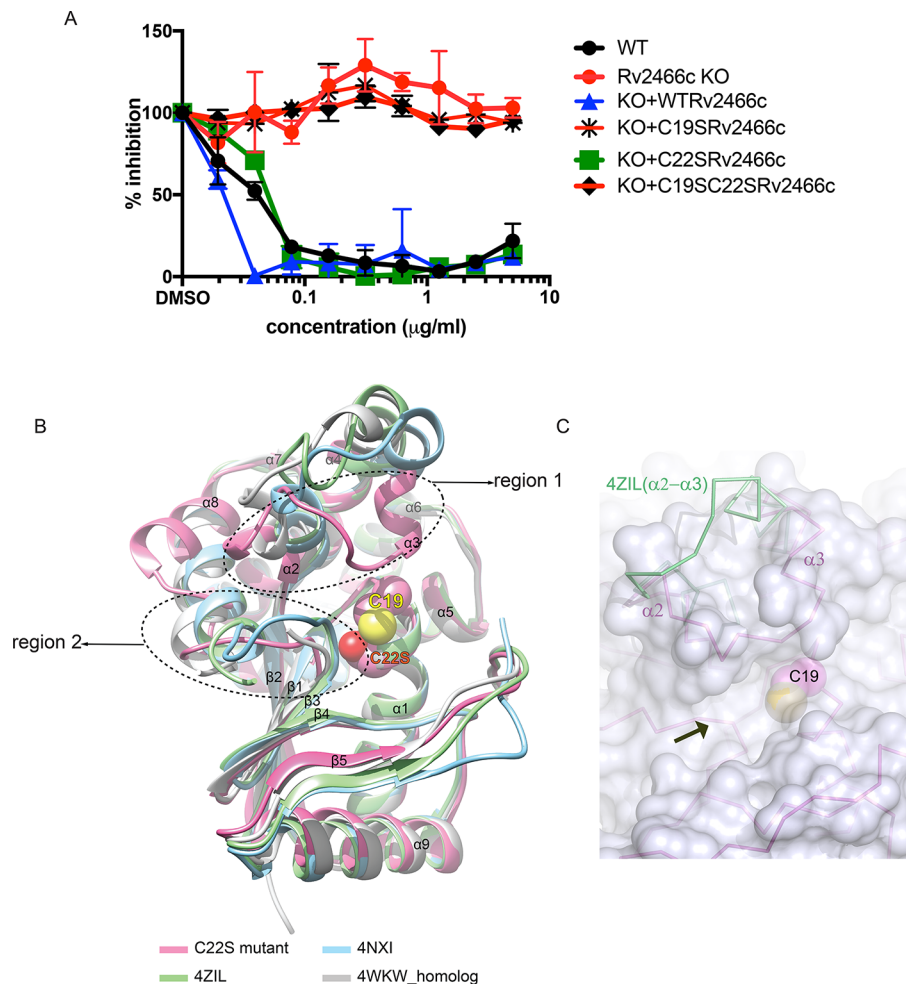 A
150
100
50
0
% inhibition
DMSO
0.1
1
10
concentration (μg/ml)
WT
Rv2466c KO
KO+WTRv2466c
KO+C19SRv2466c
KO+C22SRv2466c
KO+C19SC22SRv2466c
B
α7
α4
α8
region 1
α6
α3
α2
C19
α5
region 2
C22S
β2
β1
β3
α1
β4
β5
α9
C22S mutant
4NXI
4ZIL
4WKW_homolog
C
4ZIL(α2−α3)
α3
α2
C19